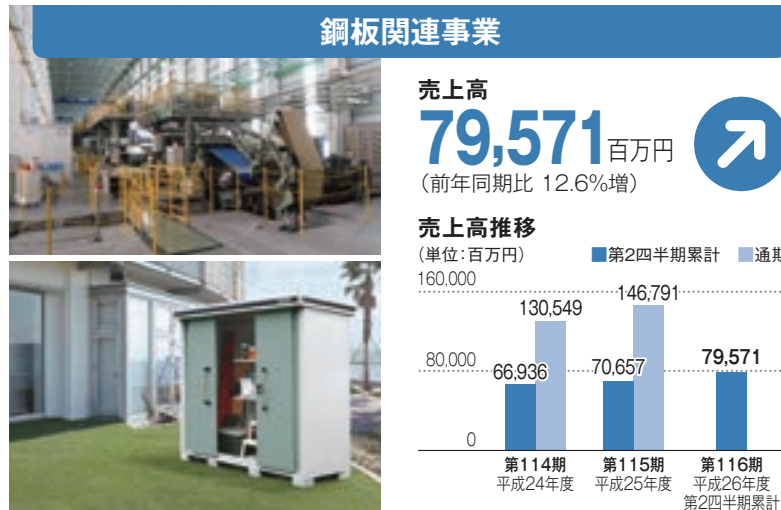 鋼板関連事業
売上高
79,571百万円
(前年同期比 12.6%増)
売上高推移
(単位:百万円) ■第2四半期累計 ■通期
160,000
130,549 146,791
80,000 66,936 70,657 79,571
0
第114期 第115期 第116期
平成24年度 平成25年度 平成26年度
第2四半期累計